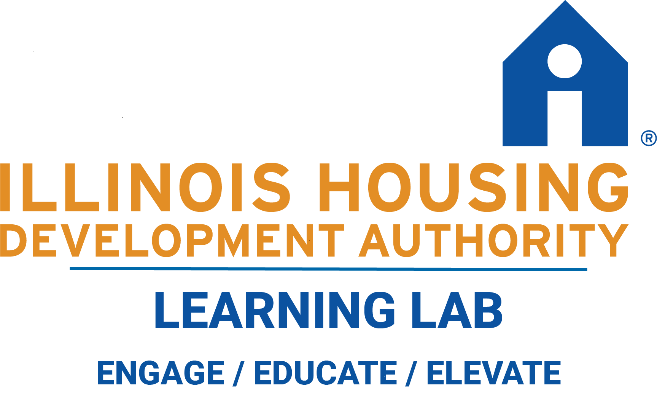 ®
ILLINOIS HOUSING
DEVELOPMENT AUTHORITY
LEARNING LAB
ENGAGE / EDUCATE / ELEVATE